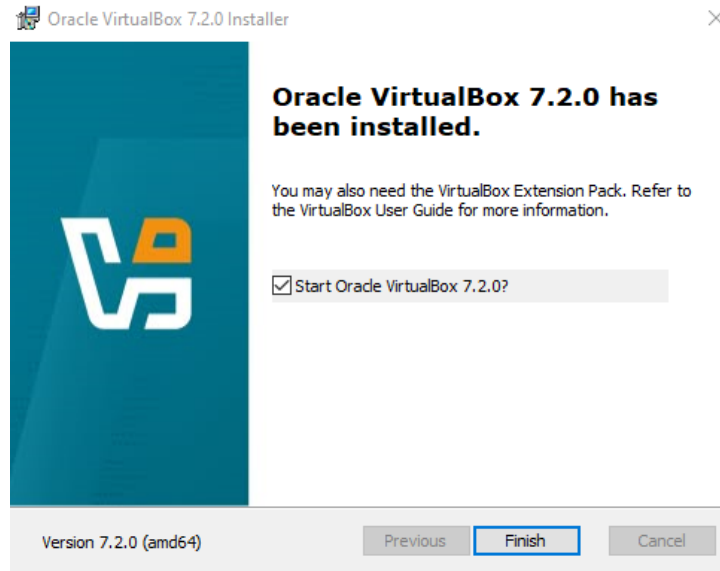 Oracle VirtualBox 7.2.0 Installer
Oracle VirtualBox 7.2.0 has
been installed.
You may also need the VirtualBox Extension Pack. Refer to
the VirtualBox User Guide for more information.
Start Oracle VirtualBox 7.2.0?
Version 7.2.0 (amd64)
Previous
Finish
Cancel